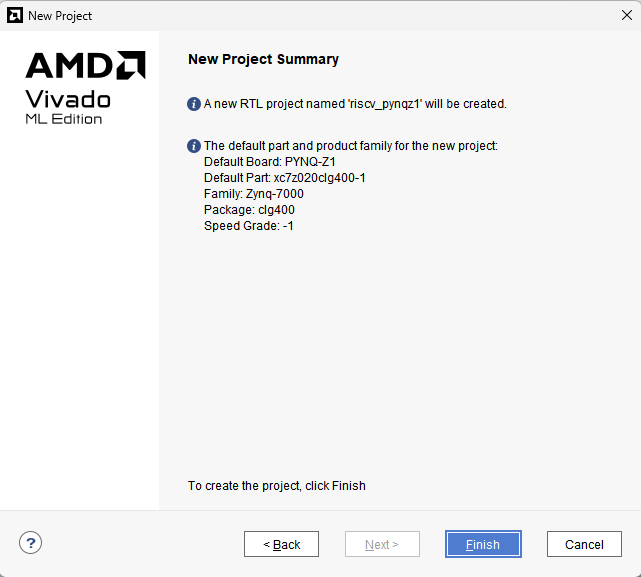 New Project
AMD
Vivado
ML Edition
New Project Summary
A new RTL project named 'riscv_pynqz1' will be created.
The default part and product family for the new project:
Default Board: PYNQ-Z1
Default Part: xc7z020clg400-1
Family: Zynq-7000
Package: clg400
Speed Grade: -1
To create the project, click Finish
?
< Back
Next >
Finish
Cancel